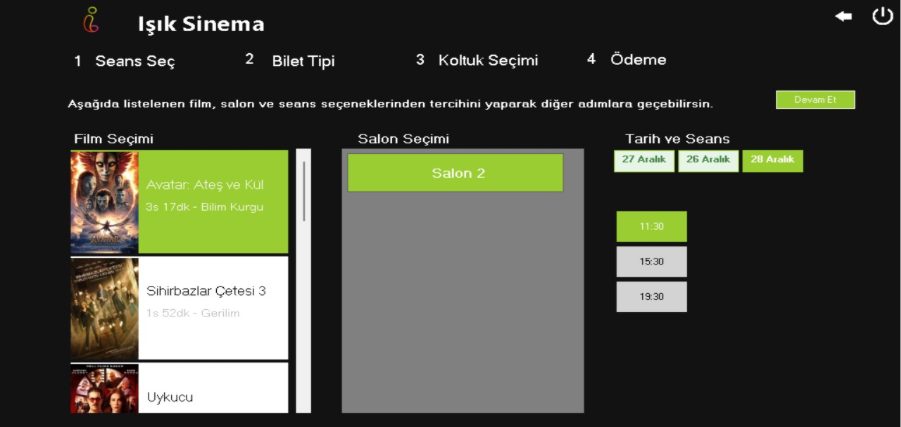 Işık Sinema
1 Seans Seç
2 Bilet Tipi
3 Koltuk Seçimi
4 Ödeme
Aşağıda listelenen film, salon ve seans seçeneklerinden tercihini yaparak diğer adımlara geçebilirsin.
Devam Et
Film Seçimi
Avatar: Ateş ve Kül
3s 17dk - Bilim Kurgu
Sihirbazlar Çetesi 3
1s 52dk - Gerilim
Uykucu
Salon Seçimi
Salon 2
Tarih ve Seans
27 Aralık 26 Aralık 28 Aralık
11:30
15:30
19:30